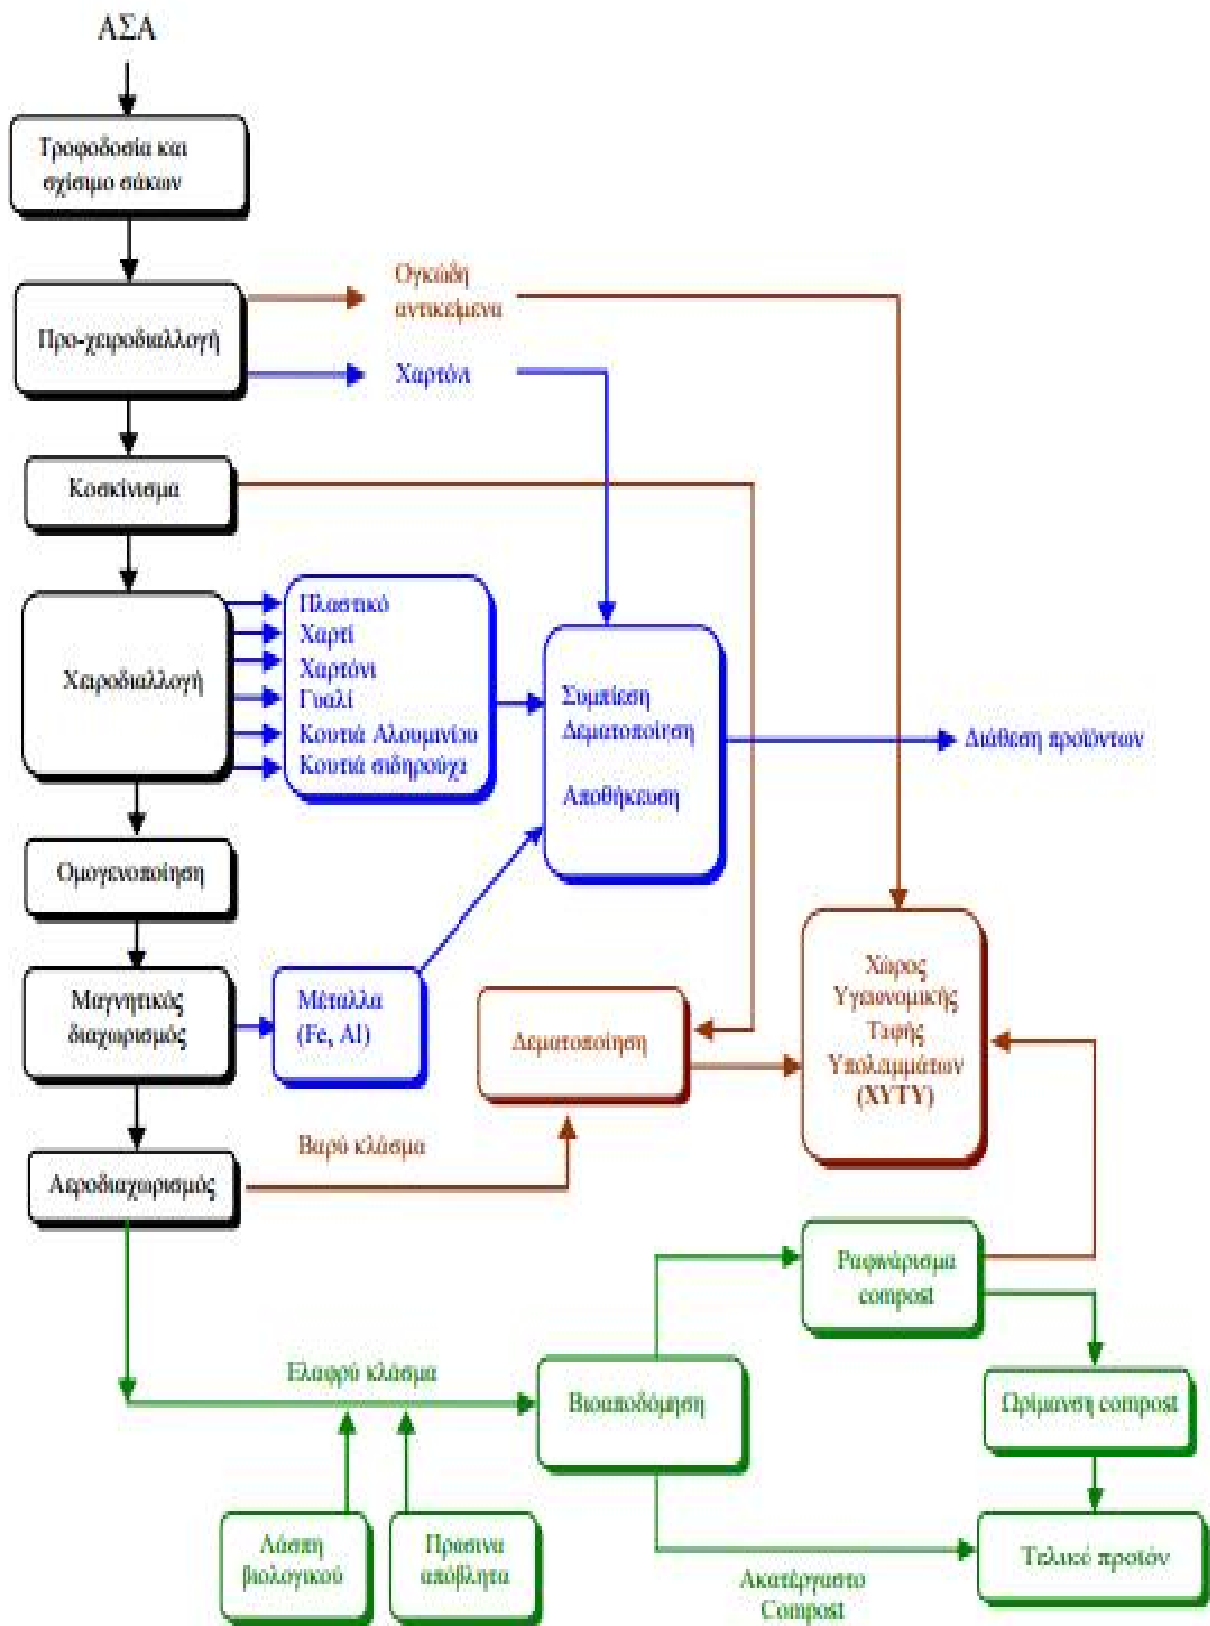 ΑΣΑ
Τροφοδοσία και
σχίσιμο σάκων
Ογκώδη
αντικείμενα
Προ-χειροδιαλλογή
Χαρτόνι
Κοσκίνισμα
Πλαστικό
Χαρτί
Χαρτόνι
Γυαλί
Κουτιά Αλουμινίου
Κουτιά σιδηρούχα
Χειροδιαλλογή
Συμπίεση
Δεματοποίηση
Αποθήκευση
Διάθεση προϊόντων
Ομογενοποίηση
Μαγνητικός
διαχωρισμός
Μέταλλα
(Fe, Al)
Δεματοποίηση
Χώρος
Υγειονομικής
Ταφής
Υπολειμμάτων
(ΧΥΤΥ)
Βαρύ κλάσμα
Αεροδιαχωρισμός
Ραφινάρισμα
compost
Ελαφρύ κλάσμα
Βιοαποδόμηση
Ωρίμανση compost
Λάσπη
βιολογικού
Πράσινα
απόβλητα
Ακατέργαστο
Compost
Τελικό προϊόν